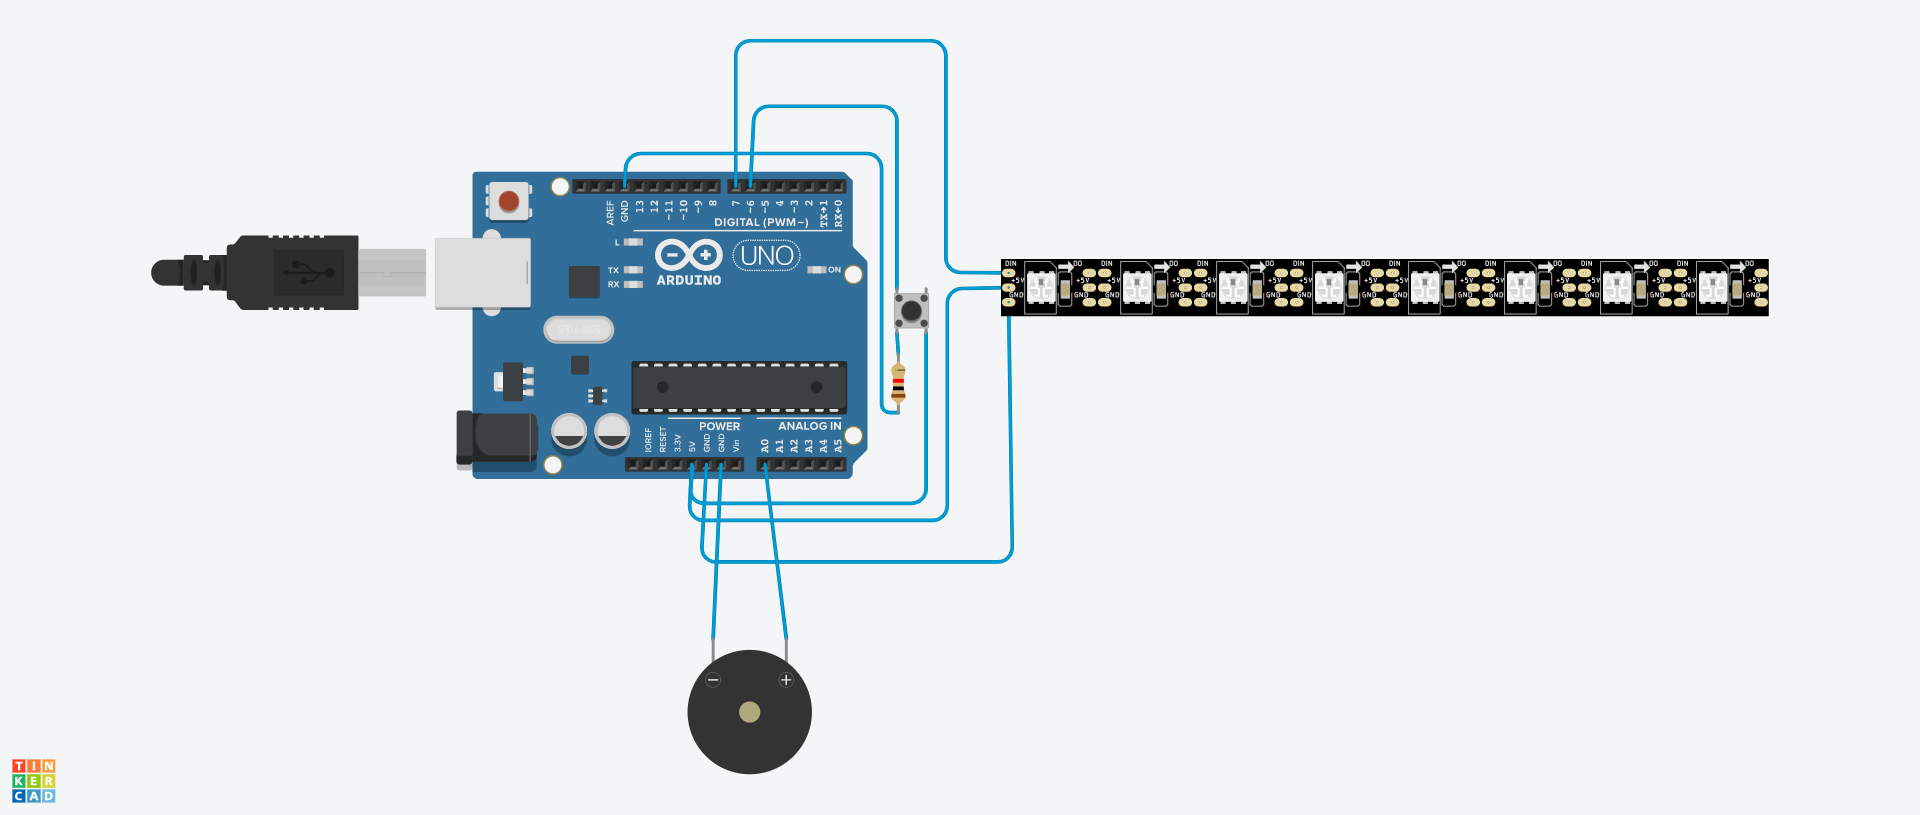 AREF
GND
13
12
~11
~10
~9
8
7
~6
~5
4
~3
2
TX→1
RX←0
DIGITAL (PWM~)
L
TX
RX
ARDUINO
UNO
ON
IOREF
RESET
3.3V
5V
GND
GND
Vin
POWER
A0
A1
A2
A3
A4
A5
ANALOG IN
DIN
+5V
GND
DO
+5V
GND
DIN
+5V
GND
DO
+5V
GND
DIN
+5V
GND
DO
+5V
GND
DIN
+5V
GND
DO
+5V
GND
DIN
+5V
GND
DO
+5V
GND
DIN
+5V
GND
DO
+5V
GND
DIN
+5V
GND
DO
+5V
GND
DIN
+5V
GND
DO
+5V
GND
TIN
KER
CAD